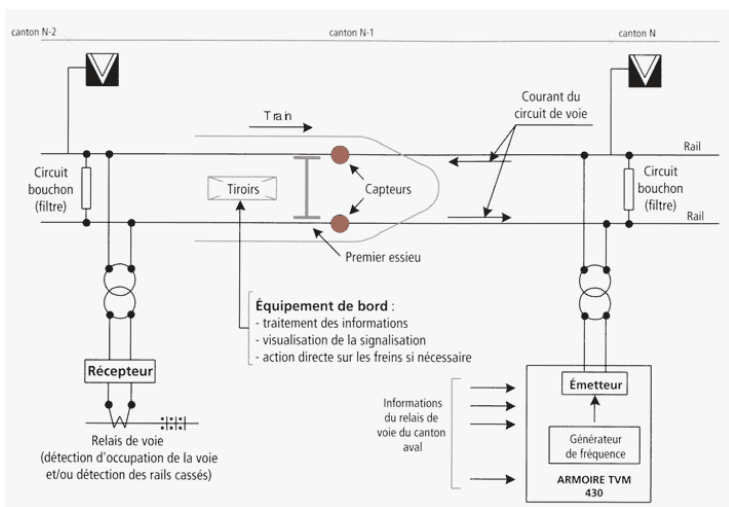 canton N-2
canton N-1
canton N
Train
Courant du
circuit de voie
Rail
Circuit
bouchon
(filtre)
Tiroirs
Capteurs
Circuit
bouchon
(filtre)
Rail
Premier essieu
Équipement de bord :
- traitement des informations
- visualisation de la signalisation
- action directe sur les freins si nécessaire
Récepteur
Émetteur
Informations
du relais de
voie du canton
aval
Générateur
de fréquence
Relais de voie
(détection d'occupation de la voie
et/ou détection des rails cassés)
ARMOIRE TVM
430